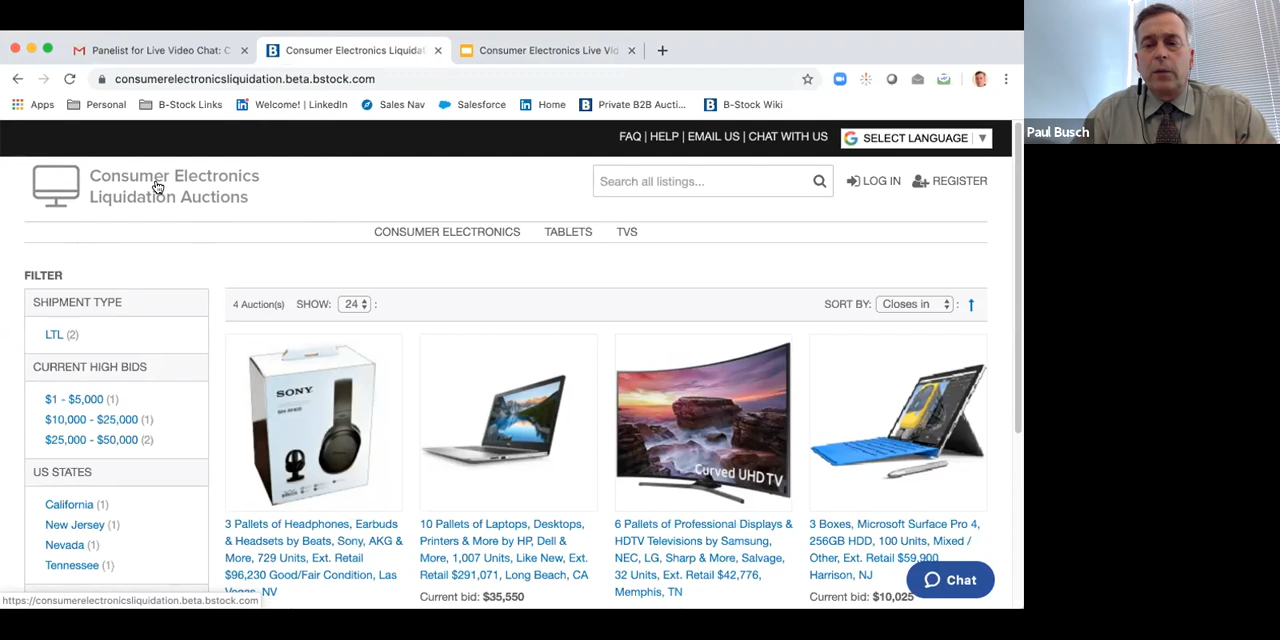 Panelist for Live Video Chat: C
Consumer Electronics Liquidat
Consumer Electronics Live Vid
consumerelectronicsliquidation.beta.bstock.com
Apps
Personal
B-Stock Links
Welcome! | LinkedIn
Sales Nav
Salesforce
Home
Private B2B Aucti...
B-Stock Wiki
FAQ | HELP | EMAIL US | CHAT WITH US
SELECT LANGUAGE
Paul Busch
Consumer Electronics
Liquidation Auctions
Search all listings...
LOG IN
REGISTER
CONSUMER ELECTRONICS
TABLETS
TVS
FILTER
SHIPMENT TYPE
LTL (2)
CURRENT HIGH BIDS
$1 - $5,000 (1)
$10,000 - $25,000 (1)
$25,000 - $50,000 (2)
US STATES
California (1)
New Jersey (1)
Nevada (1)
Tennessee (1)
4 Auction(s)
SHOW: 24 :
SORT BY: Closes in :
SONY
3 Pallets of Headphones, Earbuds
& Headsets by Beats, Sony, AKG &
More, 729 Units, Ext. Retail
$96,230 Good/Fair Condition, Las
Vegas, NV
10 Pallets of Laptops, Desktops,
Printers & More by HP, Dell &
More, 1,007 Units, Like New, Ext.
Retail $291,071, Long Beach, CA
Current bid: $35,550
Curved UHD TV
6 Pallets of Professional Displays &
HDTV Televisions by Samsung,
NEC, LG, Sharp & More, Salvage,
32 Units, Ext. Retail $42,776,
Memphis, TN
3 Boxes, Microsoft Surface Pro 4,
256GB HDD, 100 Units, Mixed /
Other, Ext. Retail $59,900
Harrison, NJ
Current bid: $10,025
Chat
https://consumerelectronicsliquidation.beta.bstock.com